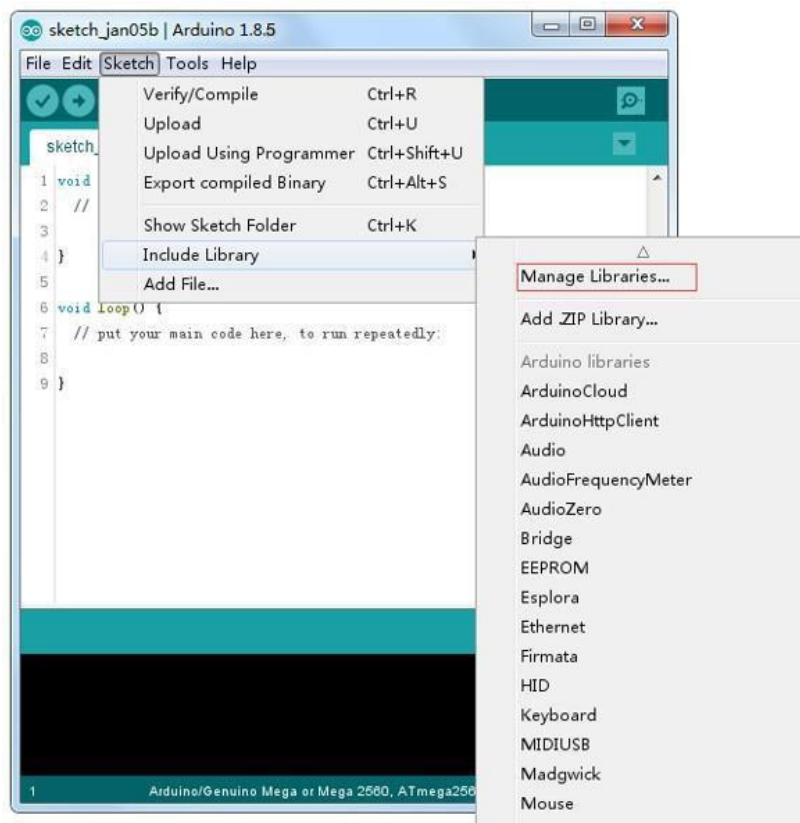 sketch_jan05b | Arduino 1.8.5
File Edit Sketch Tools Help
Verify/Compile Ctrl+R
Upload Ctrl+U
Upload Using Programmer Ctrl+Shift+U
Export compiled Binary Ctrl+Alt+S
Show Sketch Folder Ctrl+K
Include Library
Add File...
sketch_
1 void
2 //
3
4 }
5
6 void loop() {
7 // put your main code here, to run repeatedly:
8
9 }
Manage Libraries...
Add .ZIP Library...
Arduino libraries
ArduinoCloud
ArduinoHttpClient
Audio
AudioFrequencyMeter
AudioZero
Bridge
EEPROM
Esplora
Ethernet
Firmata
HID
Keyboard
MIDIUSB
Madgwick
Mouse
1 Arduino/Genuino Mega or Mega 2560, ATmega256